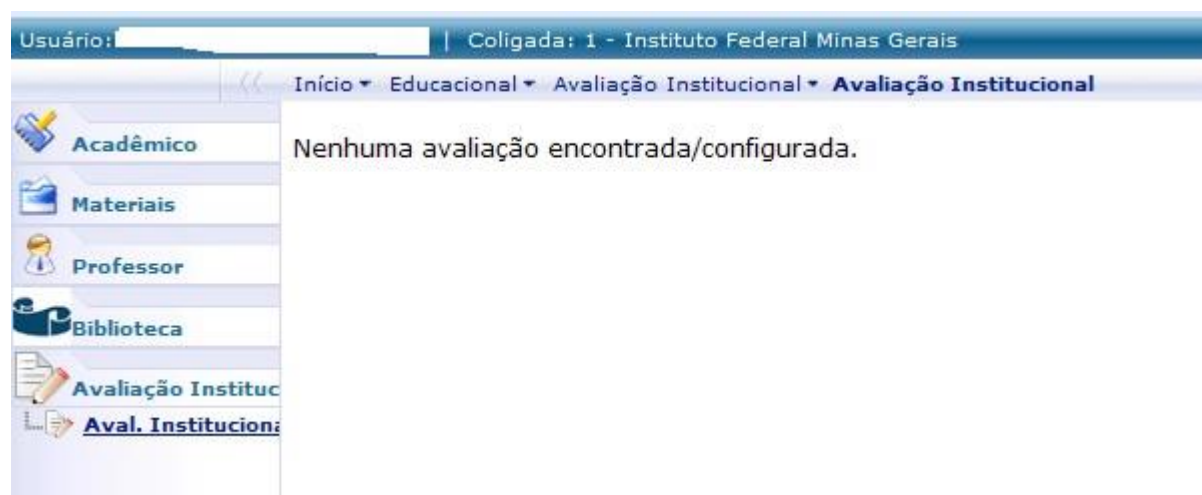 Usuário: | Coligada: 1 - Instituto Federal Minas Gerais
Início Educacional Avaliação Institucional Avaliação Institucional
Acadêmico
Nenhuma avaliação encontrada/configurada.
Materiais
Professor
Biblioteca
Avaliação Instituc
Aval. Instituciona